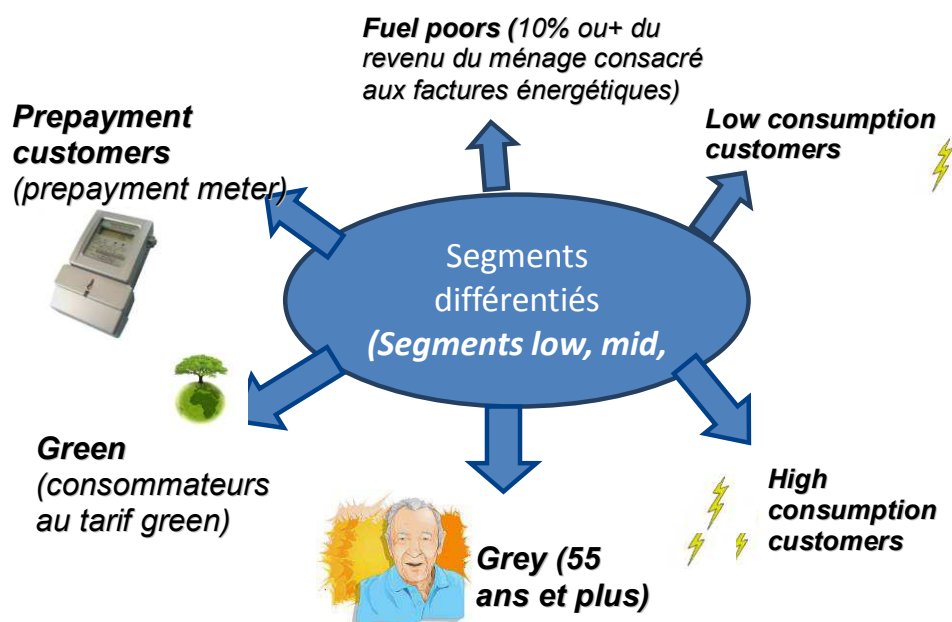 Fuel poors (10% ou+ du
revenu du ménage consacré
aux factures énergétiques)
Prepayment
customers
(prepayment meter)
Low consumption
customers
Segments
différentiés
(Segments low, mid,
Green
(consommateurs
au tarif green)
High
consumption
customers
Grey (55
ans et plus)